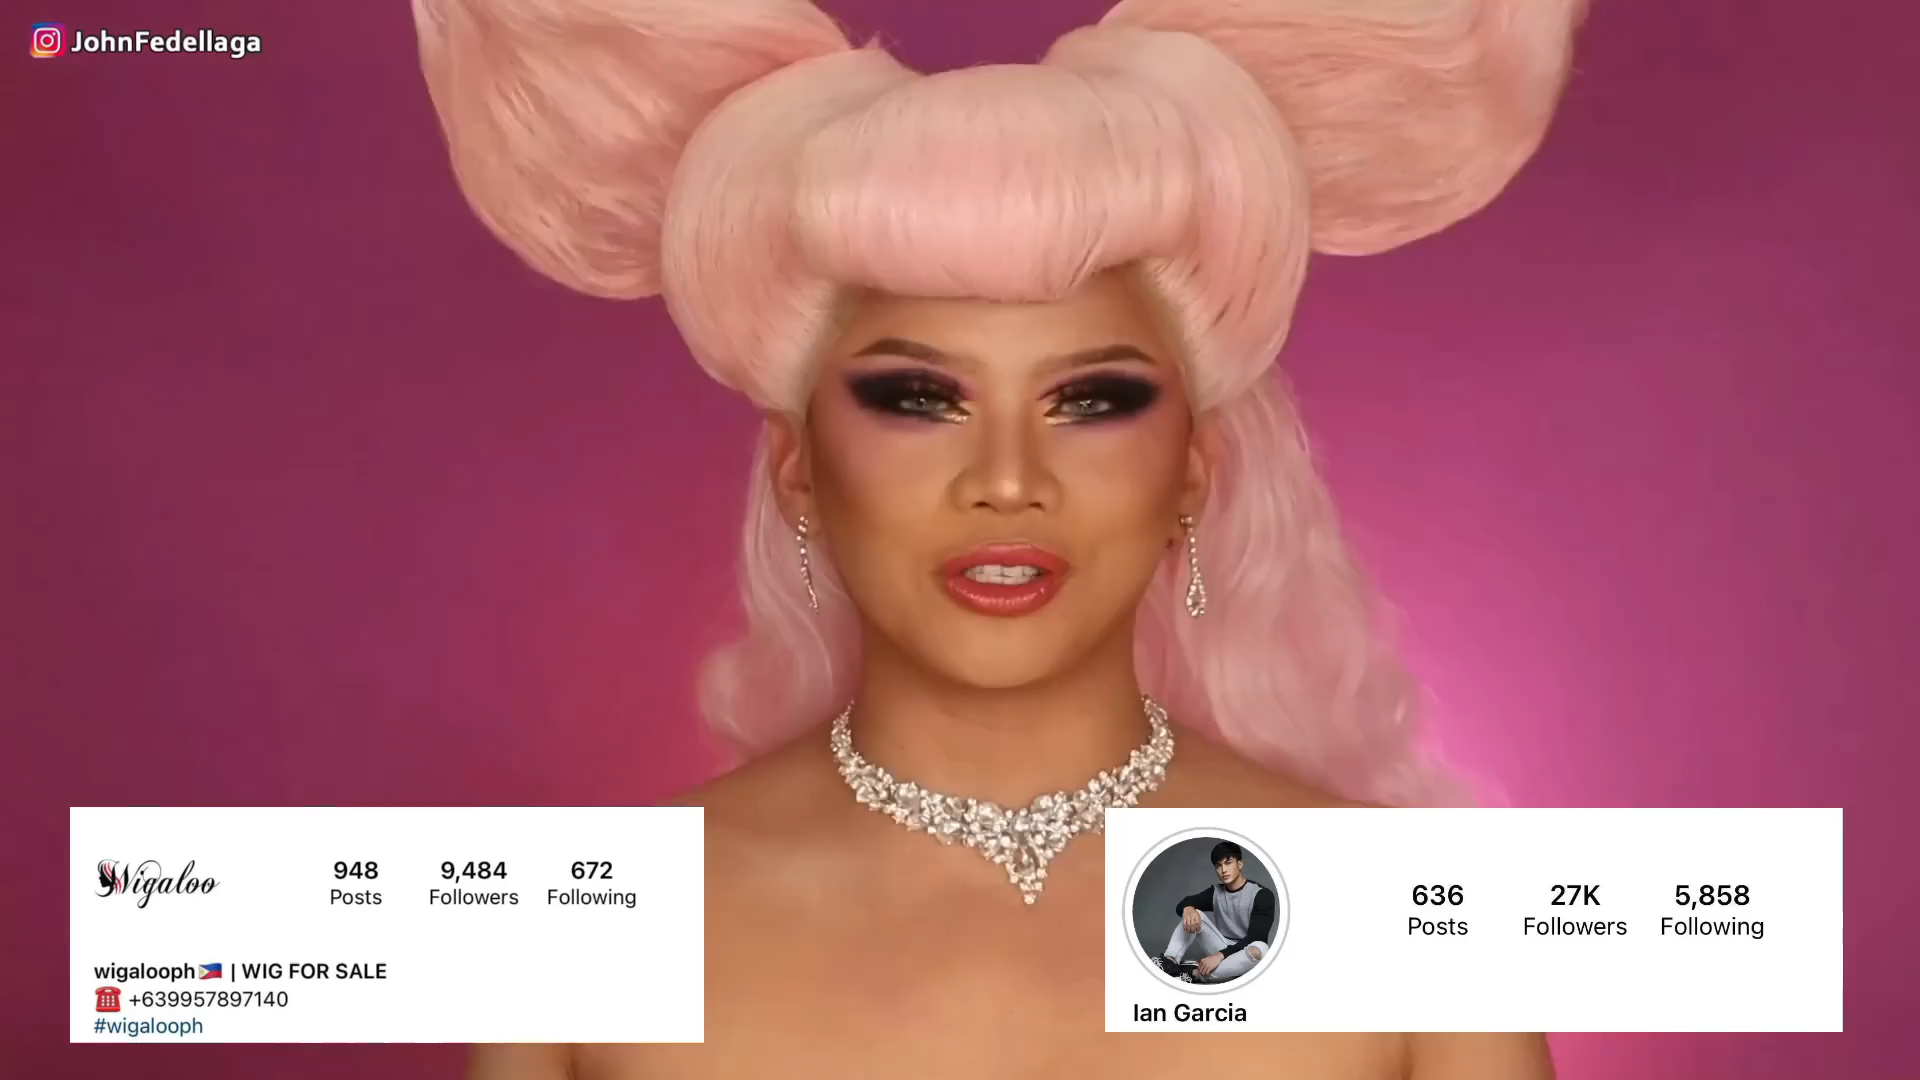 JohnFedellaga
Wigaloo
948 9,484 672
Posts Followers Following
wigalooph🇵🇭 | WIG FOR SALE
☎️ +639957897140
#wigalooph
636 27K 5,858
Posts Followers Following
Ian Garcia